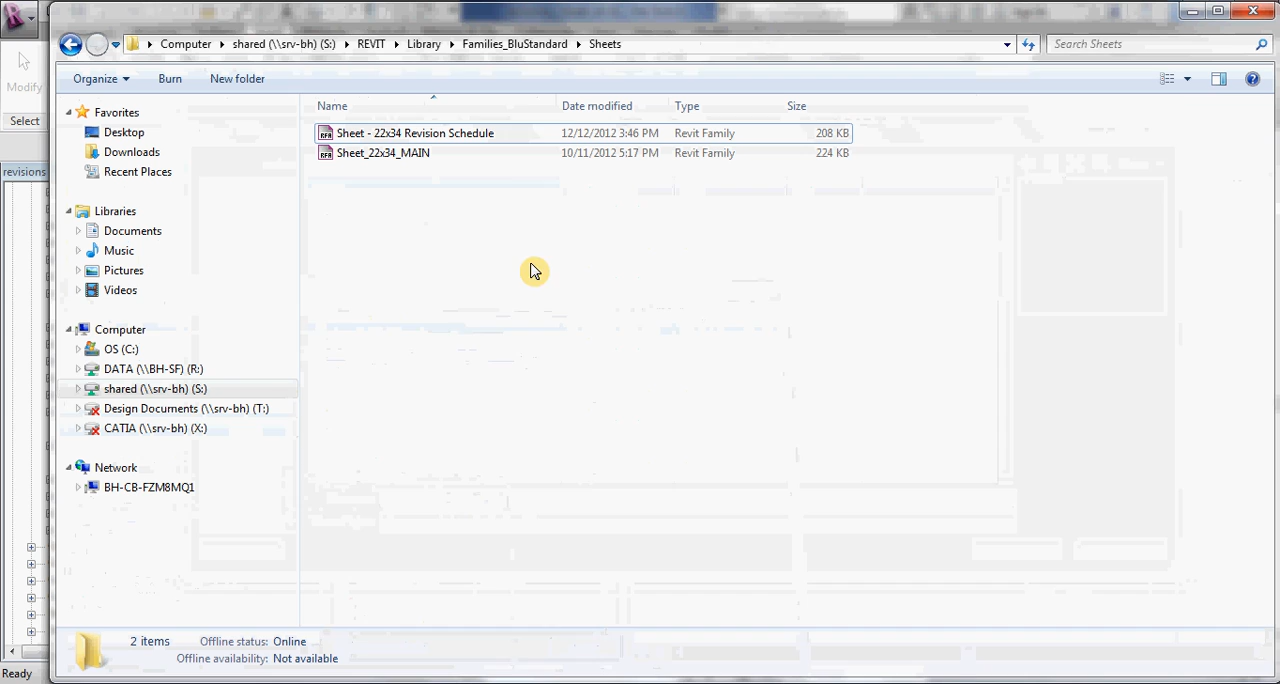 Computer shared (\\srv-bh) (S:) REVIT Library Families_BluStandard Sheets
Search Sheets
Organize Burn New folder
Modify
Select
revisions
Ready
Favorites
Desktop
Downloads
Recent Places
Libraries
Documents
Music
Pictures
Videos
Computer
OS (C:)
DATA (\\BH-SF) (R:)
shared (\\srv-bh) (S:)
Design Documents (\\srv-bh) (T:)
CATIA (\\srv-bh) (X:)
Network
BH-CB-FZM8MQ1
Name Date modified Type Size
Sheet - 22x34 Revision Schedule 12/12/2012 3:46 PM Revit Family 208 KB
Sheet_22x34_MAIN 10/11/2012 5:17 PM Revit Family 224 KB
2 items Offline status: Online
Offline availability: Not available